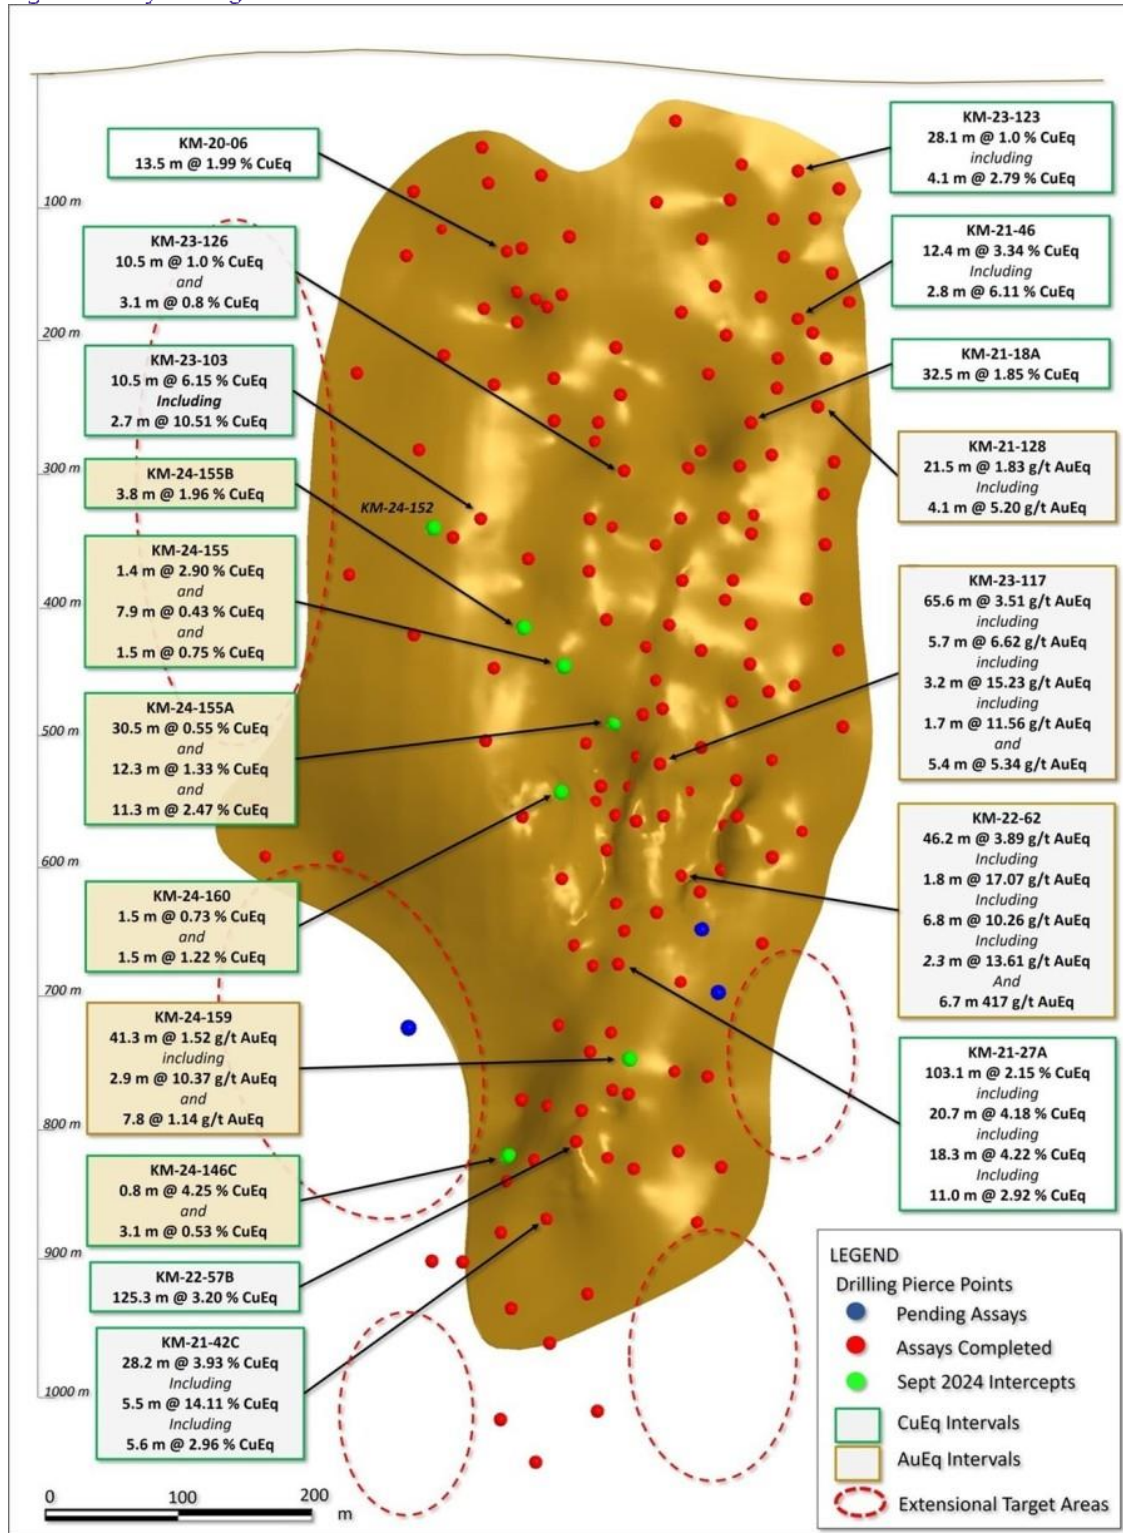 KM-20-06
13.5 m @ 1.99 % CuEq
KM-23-126
10.5 m @ 1.0 % CuEq
and
3.1 m @ 0.8 % CuEq
KM-23-103
10.5 m @ 6.15 % CuEq
Including
2.7 m @ 10.51 % CuEq
KM-24-155B
3.8 m @ 1.96 % CuEq
KM-24-155
1.4 m @ 2.90 % CuEq
and
7.9 m @ 0.43 % CuEq
and
1.5 m @ 0.75 % CuEq
KM-24-155A
30.5 m @ 0.55 % CuEq
and
12.3 m @ 1.33 % CuEq
and
11.3 m @ 2.47 % CuEq
KM-24-160
1.5 m @ 0.73 % CuEq
and
1.5 m @ 1.22 % CuEq
KM-24-159
41.3 m @ 1.52 g/t AuEq
including
2.9 m @ 10.37 g/t AuEq
and
7.8 @ 1.14 g/t AuEq
KM-24-146C
0.8 m @ 4.25 % CuEq
and
3.1 m @ 0.53 % CuEq
KM-22-57B
125.3 m @ 3.20 % CuEq
KM-21-42C
28.2 m @ 3.93 % CuEq
Including
5.5 m @ 14.11 % CuEq
Including
5.6 m @ 2.96 % CuEq
100 m
200 m
300 m
400 m
500 m
600 m
700 m
800 m
900 m
1000 m
KM-24-152
KM-23-123
28.1 m @ 1.0 % CuEq
including
4.1 m @ 2.79 % CuEq
KM-21-46
12.4 m @ 3.34 % CuEq
Including
2.8 m @ 6.11 % CuEq
KM-21-18A
32.5 m @ 1.85 % CuEq
KM-21-128
21.5 m @ 1.83 g/t AuEq
Including
4.1 m @ 5.20 g/t AuEq
KM-23-117
65.6 m @ 3.51 g/t AuEq
including
5.7 m @ 6.62 g/t AuEq
including
3.2 m @ 15.23 g/t AuEq
including
1.7 m @ 11.56 g/t AuEq
and
5.4 m @ 5.34 g/t AuEq
KM-22-62
46.2 m @ 3.89 g/t AuEq
Including
1.8 m @ 17.07 g/t AuEq
Including
6.8 m @ 10.26 g/t AuEq
Including
2.3 m @ 13.61 g/t AuEq
And
6.7 m 417 g/t AuEq
KM-21-27A
103.1 m @ 2.15 % CuEq
including
20.7 m @ 4.18 % CuEq
including
18.3 m @ 4.22 % CuEq
Including
11.0 m @ 2.92 % CuEq
LEGEND
Drilling Pierce Points
Pending Assays
Assays Completed
Sept 2024 Intercepts
CuEq Intervals
AuEq Intervals
Extensional Target Areas
0 100 200
m